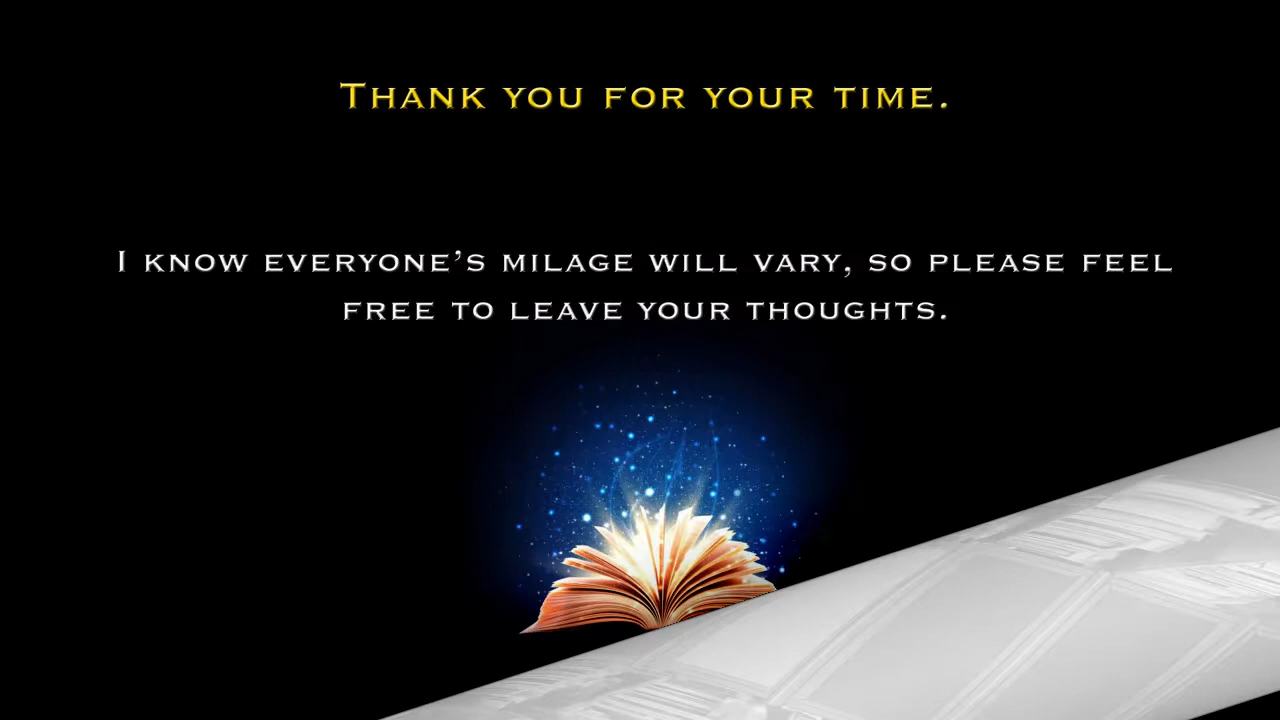 Thank you for your time.
I know everyone’s milage will vary, so please feel
free to leave your thoughts.